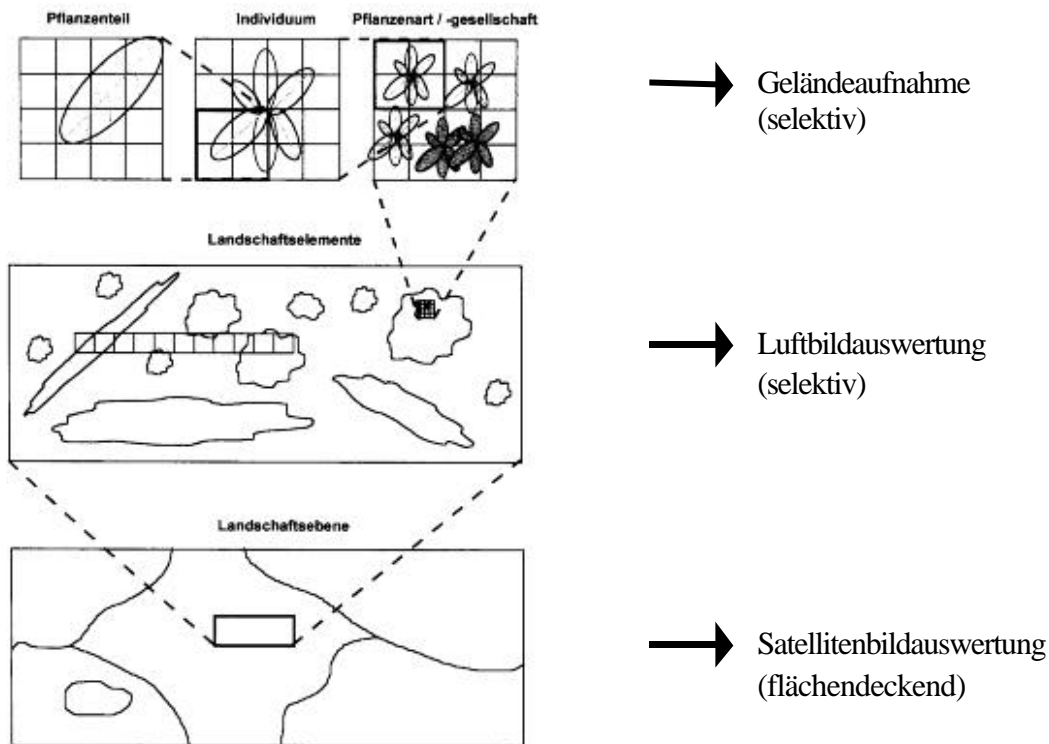 Pflanzenteil
Individuum
Pflanzenart / -gesellschaft
Geländeaufnahme
(selektiv)
Landschaftselemente
Luftbildauswertung
(selektiv)
Landschaftsebene
Satellitenbildauswertung
(flächendeckend)